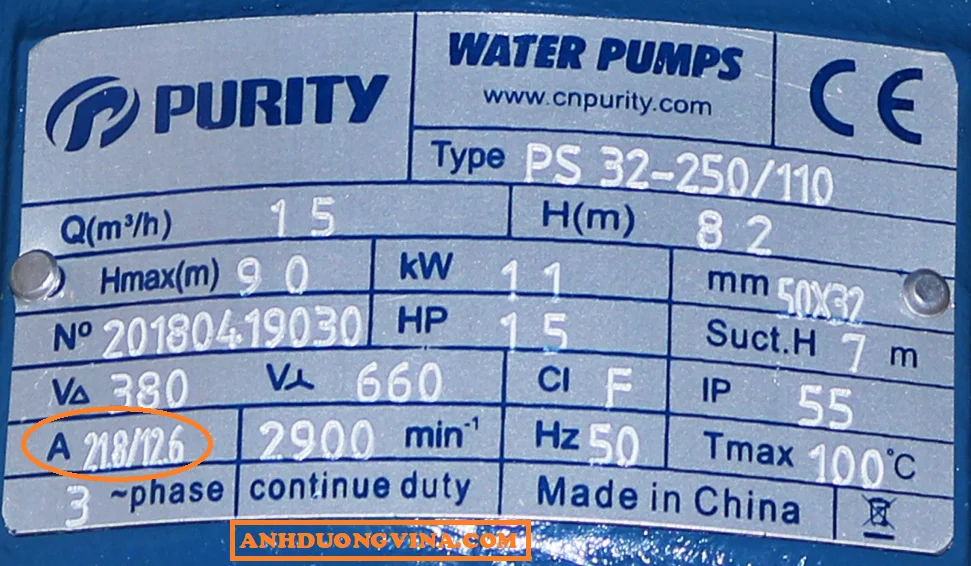 PURITY
WATER PUMPS
www.cnpurity.com
CE
Type PS 32-250/110
Q(m³/h) 15 H(m) 82
Hmax(m) 90 kW 11 mm 50X32
Nº 20180419030 HP 15 Suct.H 7 m
V∆ 380 V⅄ 660 Cl F IP 55
A 21.8/12.6 2900 min⁻¹ Hz 50 Tmax 100°C
3 ~phase continue duty Made in China
ANHDUONGVINA.COM